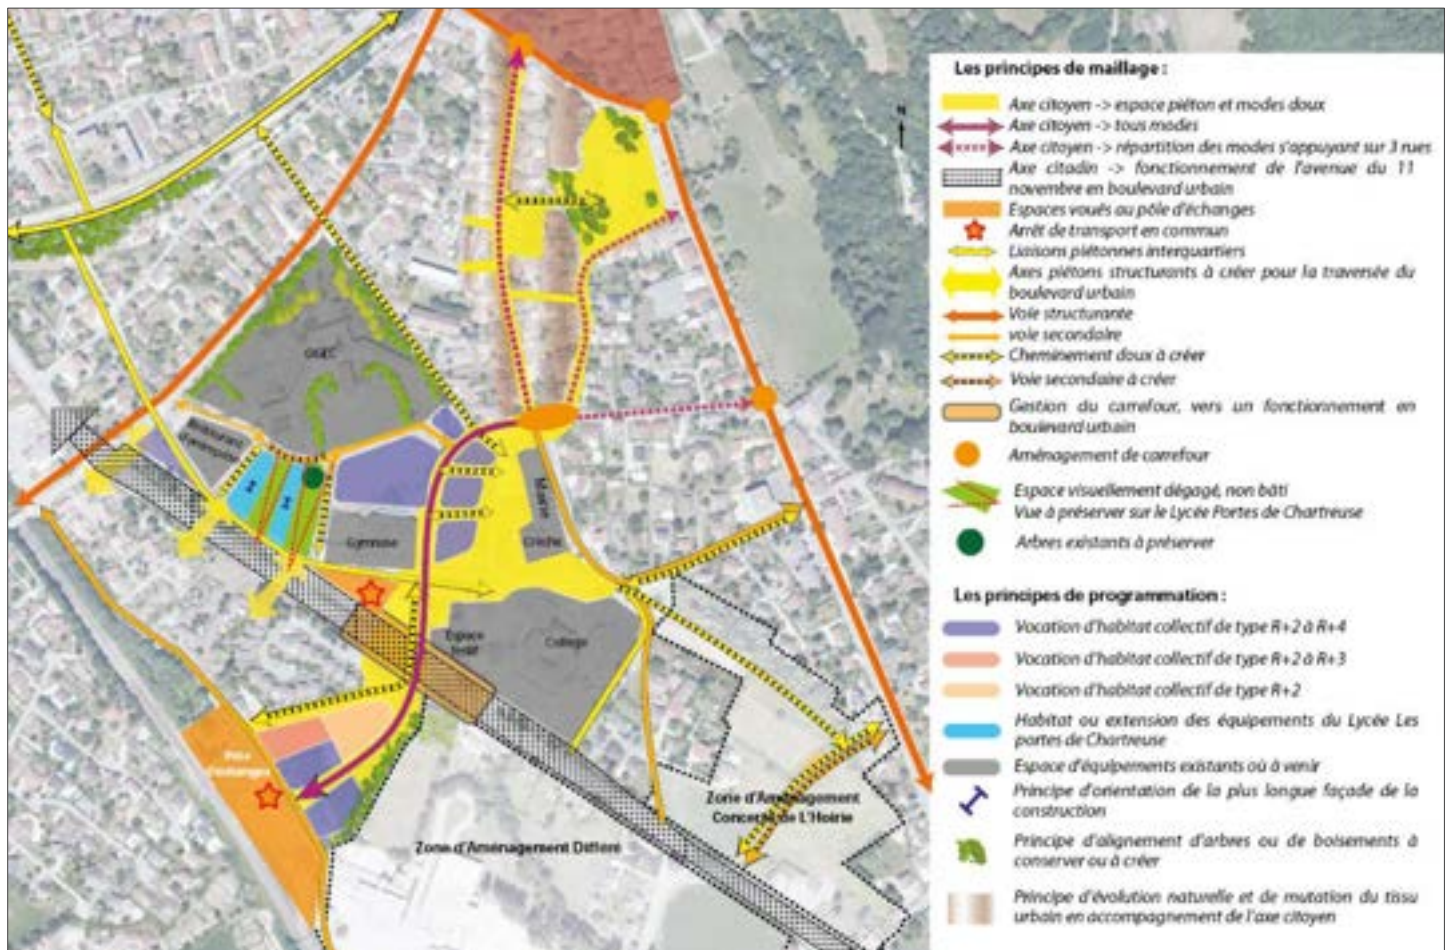 N
Restaurant
Gymnase
Mairie
Crèche
Espace
Collège
Pôle
d'échanges
Zone d'Aménagement
Concerté de L'Hoirie
Zone d'Aménagement Différé
Les principes de maillage :
Axe citoyen -> espace piéton et modes doux
Axe citoyen -> tous modes
Axe citoyen -> répartition des modes s'appuyant sur 3 rues
Axe citadin -> fonctionnement de l'avenue du 11
novembre en boulevard urbain
Espaces voués au pôle d'échanges
Arrêt de transport en commun
Liaisons piétonnes interquartiers
Axes piétons structurants à créer pour la traversée du
boulevard urbain
Voie structurante
voie secondaire
Cheminement doux à créer
Voie secondaire à créer
Gestion du carrefour, vers un fonctionnement en
boulevard urbain
Aménagement de carrefour
Espace visuellement dégagé, non bâti
Vue à préserver sur le Lycée Portes de Chartreuse
Arbres existants à préserver
Les principes de programmation :
Vocation d'habitat collectif de type R+2 à R+4
Vocation d'habitat collectif de type R+2 à R+3
Vocation d'habitat collectif de type R+2
Habitat ou extension des équipements du Lycée Les
portes de Chartreuse
Espace d'équipements existants où à venir
Principe d'orientation de la plus longue façade de la
construction
Principe d'alignement d'arbres ou de boisements à
conserver ou à créer
Principe d'évolution naturelle et de mutation du tissu
urbain en accompagnement de l'axe citoyen